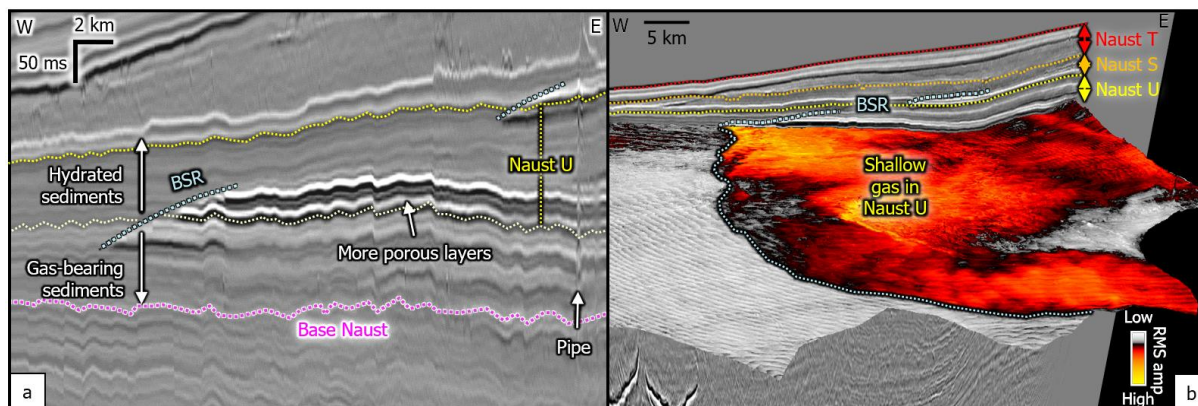 W
2 km
50 ms
E
Hydrated
sediments
BSR
Naust U
More porous layers
Gas-bearing
sediments
Base Naust
Pipe
a
W
5 km
E
Naust T
Naust S
Naust U
BSR
Shallow
gas in
Naust U
Low
RMS amp
High
b